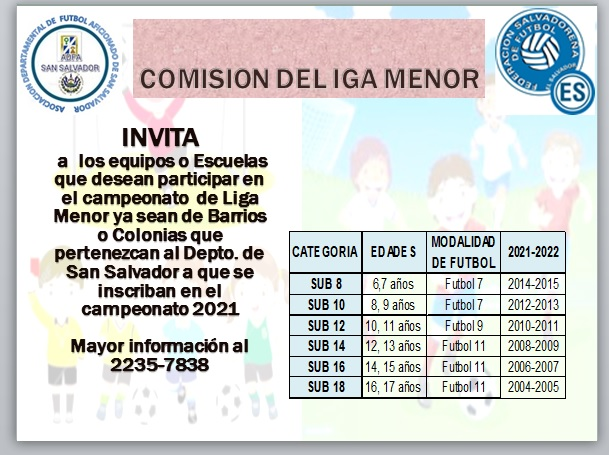 ASOCIACION DEPARTAMENTAL DE FUTBOL AFICIONADO DE SAN SALVADOR
ADFA
SAN SALVADOR
COMISION DEL IGA MENOR
FEDERACION SALVADOREÑA
DE FUTBOL
EL SALVADOR
ES
INVITA
a los equipos o Escuelas
que desean participar en
el campeonato de Liga
Menor ya sean de Barrios
o Colonias que
pertenezcan al Depto. de
San Salvador a que se
inscriban en el
campeonato 2021
Mayor información al
2235-7838
CATEGORIA EDADES MODALIDAD DE FUTBOL 2021-2022
SUB 8 6,7 años Futbol 7 2014-2015
SUB 10 8, 9 años Futbol 7 2012-2013
SUB 12 10, 11 años Futbol 9 2010-2011
SUB 14 12, 13 años Futbol 11 2008-2009
SUB 16 14, 15 años Futbol 11 2006-2007
SUB 18 16, 17 años Futbol 11 2004-2005